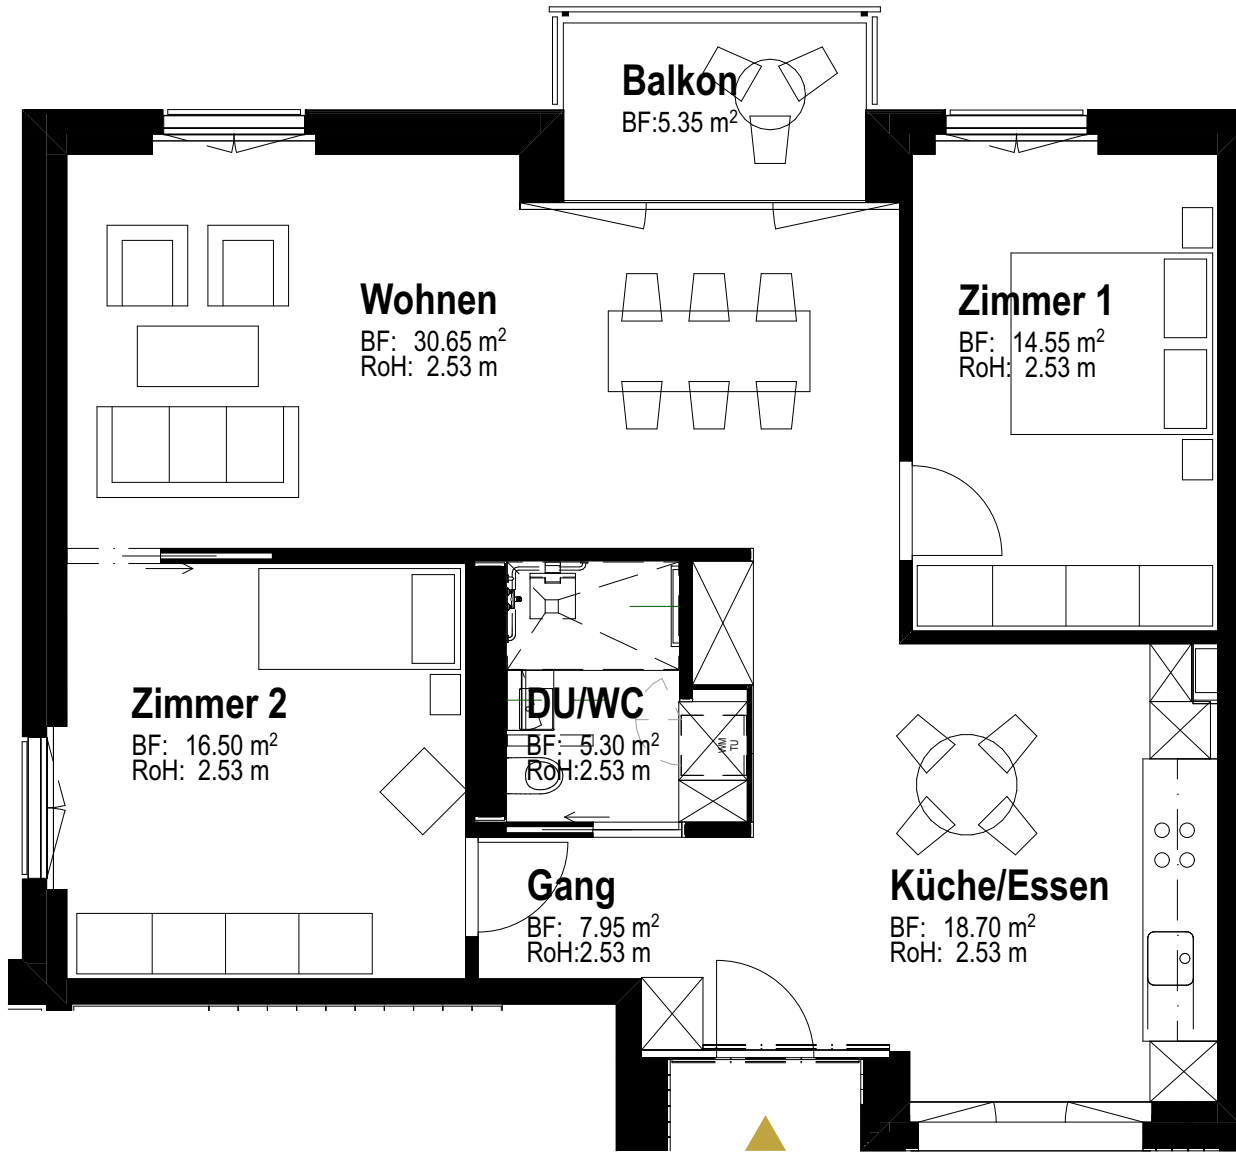 Balkon
BF:5.35 m²
Wohnen
BF: 30.65 m²
RoH: 2.53 m
Zimmer 1
BF: 14.55 m²
RoH: 2.53 m
Zimmer 2
BF: 16.50 m²
RoH: 2.53 m
DU/WC
BF: 5.30 m²
RoH:2.53 m
WM
TU
Gang
BF: 7.95 m²
RoH:2.53 m
Küche/Essen
BF: 18.70 m²
RoH: 2.53 m